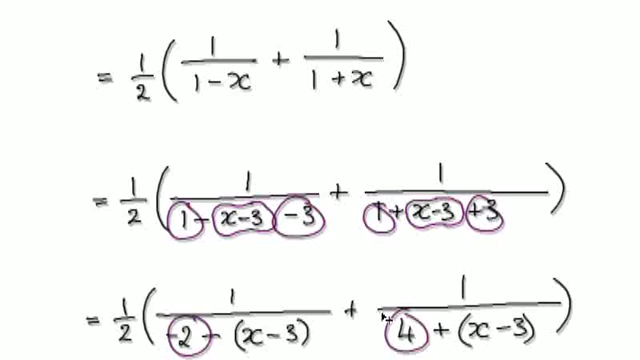 = 1/2 ( 1/(1-x) + 1/(1+x) )
= 1/2 ( 1/(1-(x-3)-3) + 1/(1+(x-3)+3) )
= 1/2 ( 1/(-2-(x-3)) + 1/(4+(x-3)) )